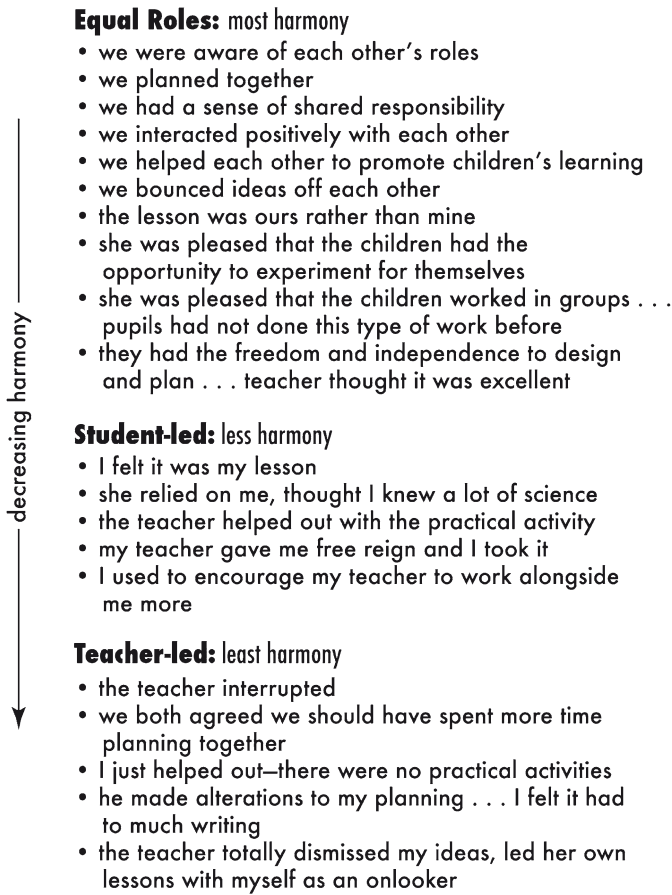 Equal Roles: most harmony
• we were aware of each other's roles
• we planned together
• we had a sense of shared responsibility
• we interacted positively with each other
• we helped each other to promote children's learning
• we bounced ideas off each other
• the lesson was ours rather than mine
• she was pleased that the children had the
opportunity to experiment for themselves
• she was pleased that the children worked in groups . . .
pupils had not done this type of work before
• they had the freedom and independence to design
and plan . . . teacher thought it was excellent
decreasing harmony
Student-led: less harmony
• I felt it was my lesson
• she relied on me, thought I knew a lot of science
• the teacher helped out with the practical activity
• my teacher gave me free reign and I took it
• I used to encourage my teacher to work alongside
me more
Teacher-led: least harmony
• the teacher interrupted
• we both agreed we should have spent more time
planning together
• I just helped out—there were no practical activities
• he made alterations to my planning . . . I felt it had
to much writing
• the teacher totally dismissed my ideas, led her own
lessons with myself as an onlooker